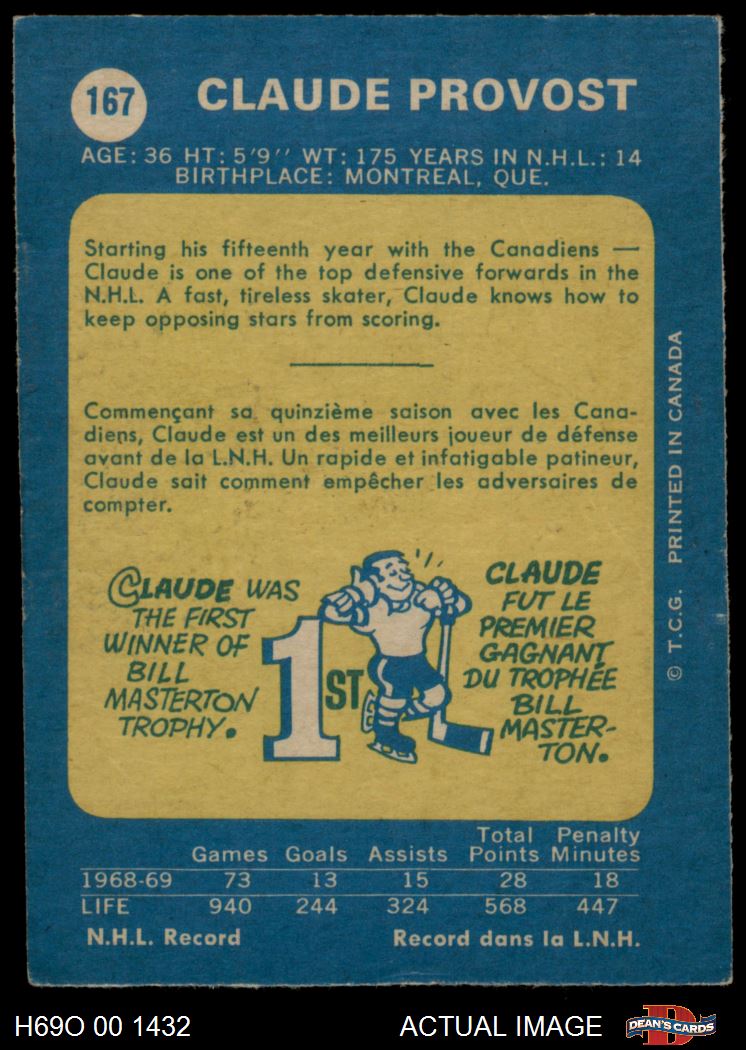 167
CLAUDE PROVOST
AGE: 36 HT: 5'9'' WT: 175 YEARS IN N.H.L.: 14
BIRTHPLACE: MONTREAL, QUE.
Starting his fifteenth year with the Canadiens —
Claude is one of the top defensive forwards in the
N.H.L. A fast, tireless skater, Claude knows how to
keep opposing stars from scoring.
Commençant sa quinzième saison avec les Cana-
diens, Claude est un des meilleurs joueur de défense
avant de la L.N.H. Un rapide et infatigable patineur,
Claude sait comment empêcher les adversaires de
compter.
CLAUDE WAS
THE FIRST
WINNER OF
BILL
MASTERTON
TROPHY.
1ST
CLAUDE
FUT LE
PREMIER
GAGNANT
DU TROPHÉE
BILL
MASTER-
TON.
© T.C.G. PRINTED IN CANADA
Games Goals Assists Total Points Penalty Minutes
1968-69 73 13 15 28 18
LIFE 940 244 324 568 447
N.H.L. Record Record dans la L.N.H.
H69O 00 1432 ACTUAL IMAGE DEAN'S CARDS